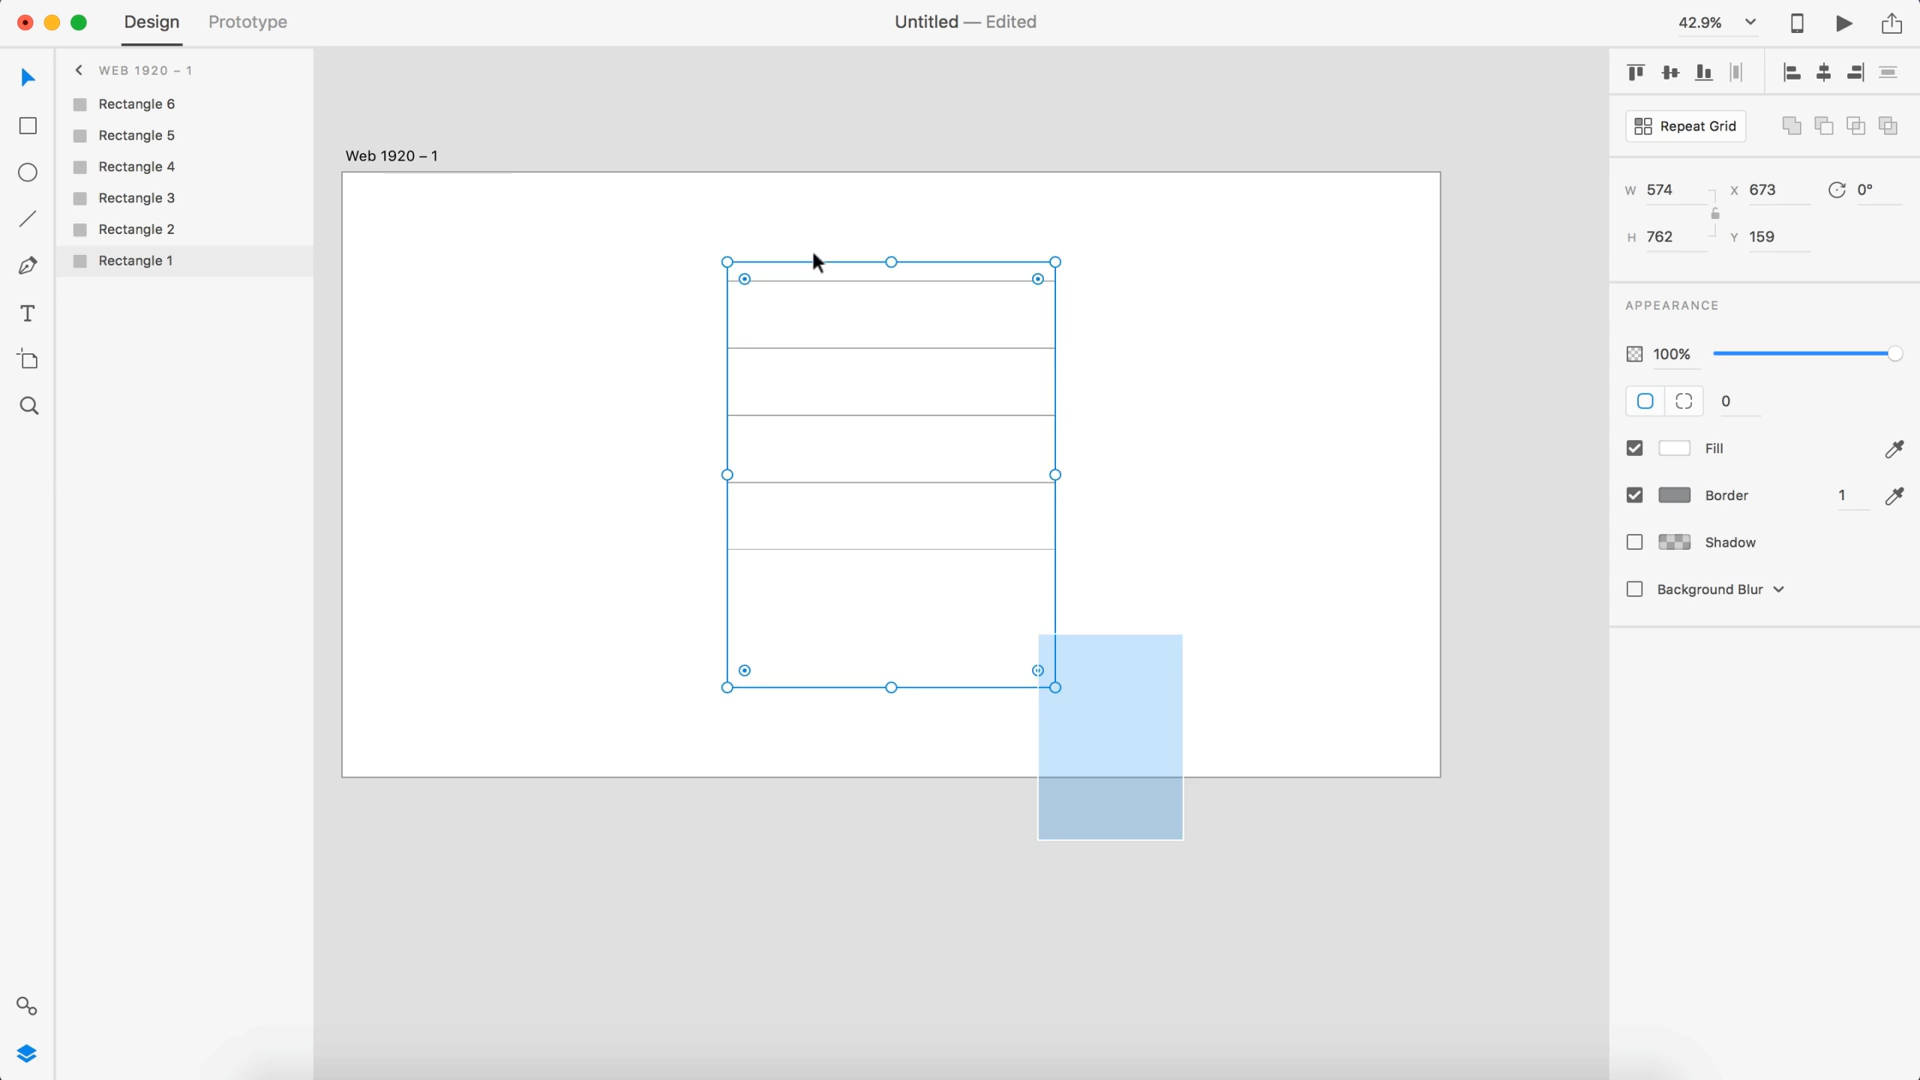 Design
Prototype
Untitled — Edited
42.9%
WEB 1920 – 1
Rectangle 6
Rectangle 5
Rectangle 4
Rectangle 3
Rectangle 2
Rectangle 1
T
Web 1920 – 1
Repeat Grid
W 574
X 673
0°
H 762
Y 159
APPEARANCE
100%
0
Fill
Border
1
Shadow
Background Blur